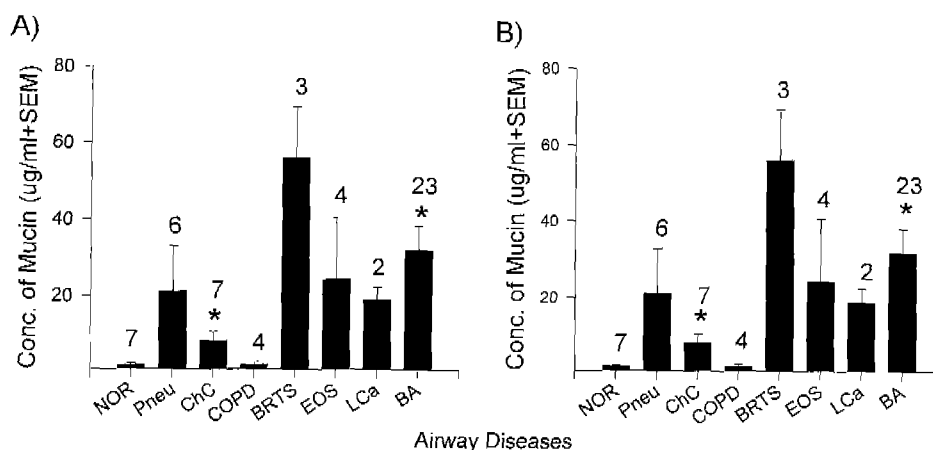 A)
Conc. of Mucin (ug/ml+SEM)
80
60
40
20
7
6
7
*
4
3
4
2
23
*
NOR
Pneu
ChC
COPD
BRTS
EOS
LCa
BA
B)
Conc. of Mucin (ug/ml+SEM)
80
60
40
20
7
6
7
*
4
3
4
2
23
*
NOR
Pneu
ChC
COPD
BRTS
EOS
LCa
BA
Airway Diseases